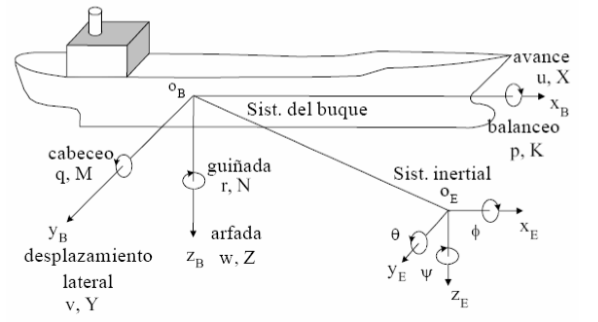 avance
u, X
x_B
o_B
Sist. del buque
balanceo
p, K
cabeceo
q, M
guiñada
r, N
Sist. inertial
o_E
y_B
desplazamiento
lateral
v, Y
arfada
z_B w, Z
θ
ϕ
x_E
y_E
ψ
z_E